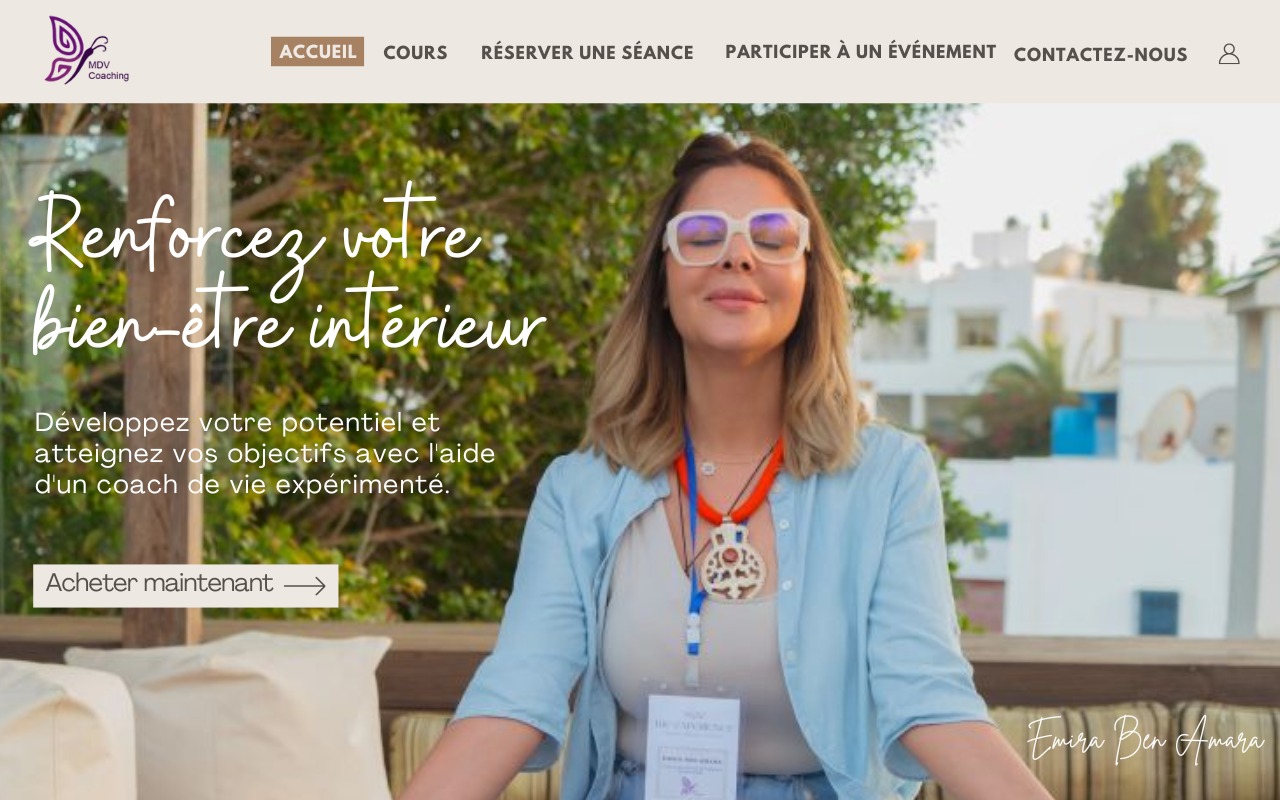 MDV
Coaching
ACCUEIL
COURS
RÉSERVER UNE SÉANCE
PARTICIPER À UN ÉVÉNEMENT
CONTACTEZ-NOUS
Renforcez votre
bien-être intérieur
Développez votre potentiel et
atteignez vos objectifs avec l'aide
d'un coach de vie expérimenté.
Acheter maintenant
Emira Ben Amara